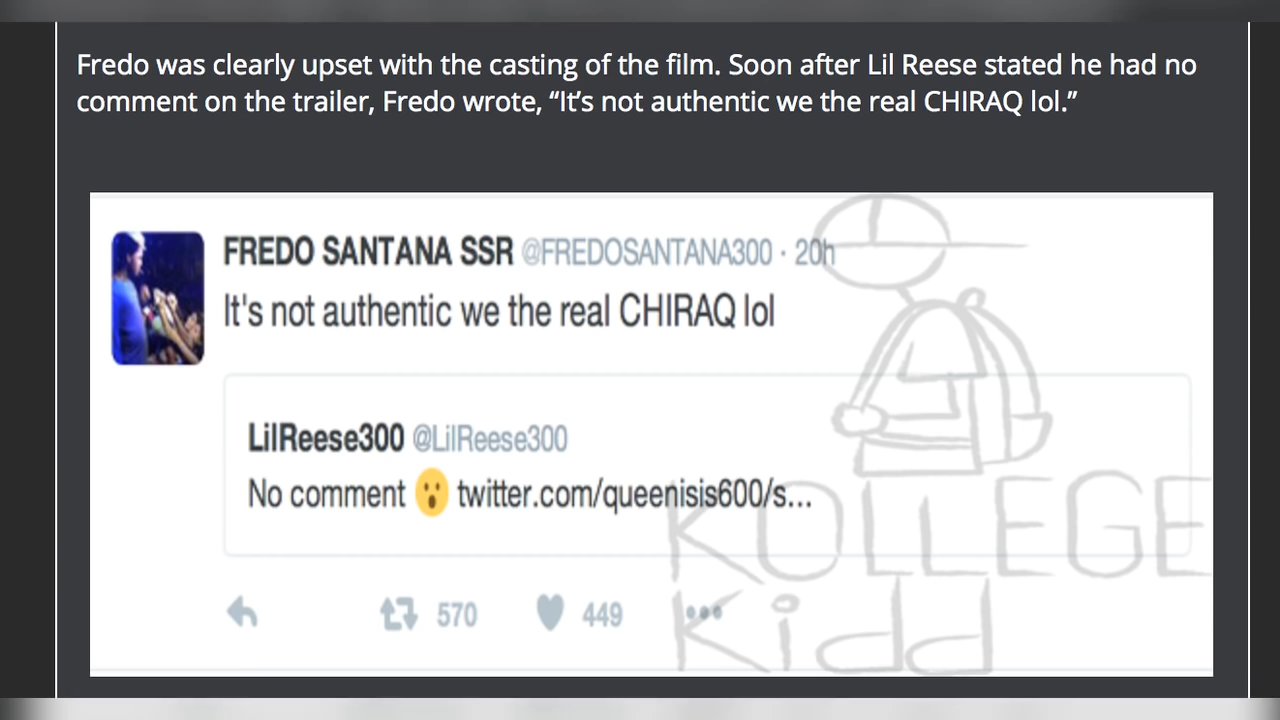 Fredo was clearly upset with the casting of the film. Soon after Lil Reese stated he had no
comment on the trailer, Fredo wrote, “It’s not authentic we the real CHIRAQ lol.”
FREDO SANTANA SSR @FREDOSANTANA300 · 20h
It's not authentic we the real CHIRAQ lol
LilReese300 @LilReese300
No comment 😮 twitter.com/queenisis600/s...
570 449
KOLLEGE
Kidd